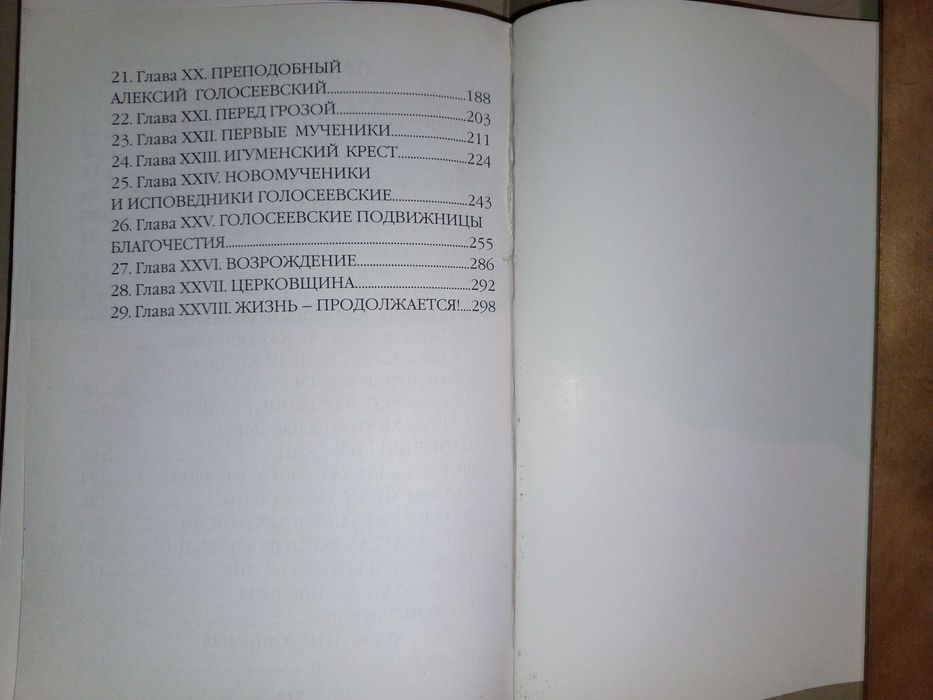 21. Глава XX. ПРЕПОДОБНЫЙ
АЛЕКСИЙ ГОЛОСЕЕВСКИЙ...............................................188
22. Глава XXI. ПЕРЕД ГРОЗОЙ............................................203
23. Глава XXII. ПЕРВЫЕ МУЧЕНИКИ..........................211
24. Глава XXIII. ИГУМЕНСКИЙ КРЕСТ.......................224
25. Глава XXIV. НОВОМУЧЕНИКИ
И ИСПОВЕДНИКИ ГОЛОСЕЕВСКИЕ.........................243
26. Глава XXV. ГОЛОСЕЕВСКИЕ ПОДВИЖНИЦЫ
БЛАГОЧЕСТИЯ................................................................255
27. Глава XXVI. ВОЗРОЖДЕНИЕ.....................................286
28. Глава XXVII. ЦЕРКОВЩИНА......................................292
29. Глава XXVIII. ЖИЗНЬ – ПРОДОЛЖАЕТСЯ!....298